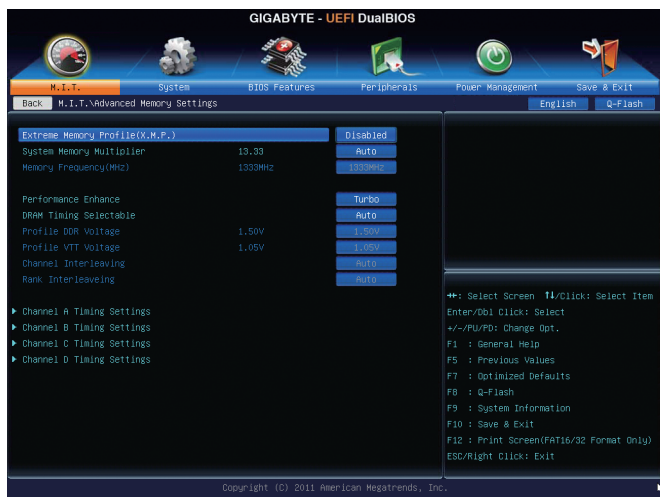 GIGABYTE - UEFI DualBIOS
M.I.T. System BIOS Features Peripherals Power Management Save & Exit
Back M.I.T.\Advanced Memory Settings English Q-Flash
Extreme Memory Profile(X.M.P.) Disabled
System Memory Multiplier 13.33 Auto
Memory Frequency(MHz) 1333MHz 1333MHz
Performance Enhance Turbo
DRAM Timing Selectable Auto
Profile DDR Voltage 1.50V 1.50V
Profile VTT Voltage 1.05V 1.05V
Channel Interleaving Auto
Rank Interleaveing Auto
Channel A Timing Settings
Channel B Timing Settings
Channel C Timing Settings
Channel D Timing Settings
→←: Select Screen ↑↓/Click: Select Item
Enter/Dbl Click: Select
+/-/PU/PD: Change Opt.
F1 : General Help
F5 : Previous Values
F7 : Optimized Defaults
F8 : Q-Flash
F9 : System Information
F10 : Save & Exit
F12 : Print Screen(FAT16/32 Format Only)
ESC/Right Click: Exit
Copyright (C) 2011 American Megatrends, Inc.